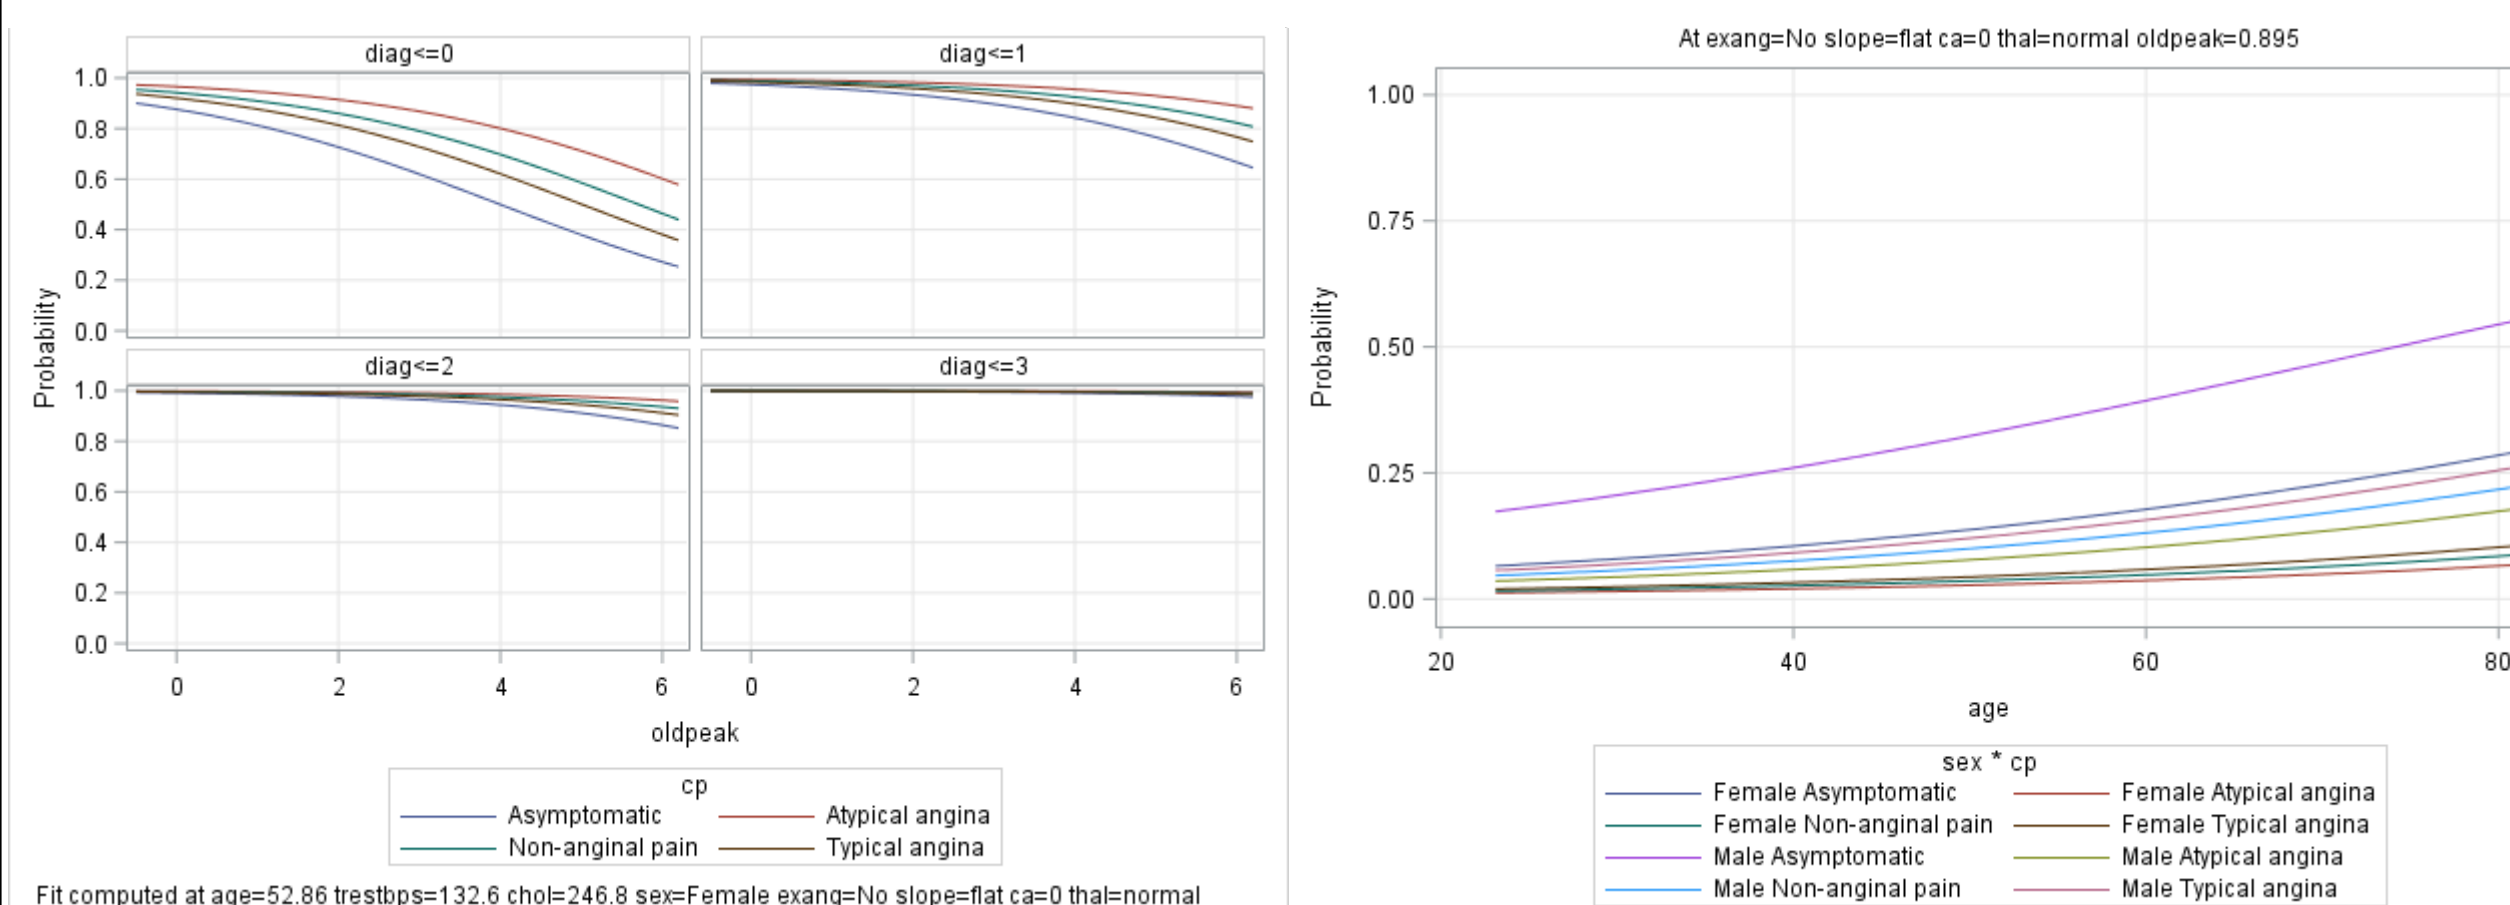 diag<=0
diag<=1
1.0
0.8
0.6
0.4
0.2
0.0
Probability
diag<=2
diag<=3
1.0
0.8
0.6
0.4
0.2
0.0
0 2 4 6
0 2 4 6
oldpeak
cp
Asymptomatic Atypical angina
Non-anginal pain Typical angina
Fit computed at age=52.86 trestbps=132.6 chol=246.8 sex=Female exang=No slope=flat ca=0 thal=normal
At exang=No slope=flat ca=0 thal=normal oldpeak=0.895
1.00
0.75
0.50
0.25
0.00
Probability
20 40 60 80
age
sex * cp
Female Asymptomatic Female Atypical angina
Female Non-anginal pain Female Typical angina
Male Asymptomatic Male Atypical angina
Male Non-anginal pain Male Typical angina